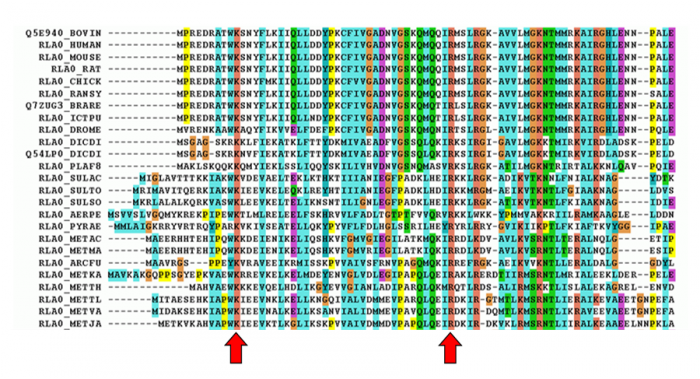 Q5E940_BOVIN ----------MPREDRATWKSNYFLKIIQLLDDYPKCFIVGADNVGSKQMQQIRMSLRGK-AVVLMGKNTMMRKAIRGHLENN--PALE
RLA0_HUMAN ----------MPREDRATWKSNYFLKIIQLLDDYPKCFIVGADNVGSKQMQQIRMSLRGK-AVVLMGKNTMMRKAIRGHLENN--PALE
RLA0_MOUSE ----------MPREDRATWKSNYFLKIIQLLDDYPKCFIVGADNVGSKQMQQIRMSLRGK-AVVLMGKNTMMRKAIRGHLENN--PALE
RLA0_RAT ----------MPREDRATWKSNYFLKIIQLLDDYPKCFIVGADNVGSKQMQQIRMSLRGK-AVVLMGKNTMMRKAIRGHLENN--PALE
RLA0_CHICK ----------MPREDRATWKSNYFMKIIQLLDDYPKCFVVGADNVGSKQMQQIRMSLRGK-AVVLMGKNTMMRKAIRGHLENN--PALE
RLA0_RANSY ----------MPREDRATWKSNYFLKIIQLLDDYPKCFIVGADNVGSKQMQQIRMSLRGK-AVVLMGKNTMMRKAIRGHLENN--SALE
Q7ZUG3_BRARE ----------MPREDRATWKSNYFLKIIQLLDDYPKCFIVGADNVGSKQMQTIRLSLRGK-AVVLMGKNTMMRKAIRGHLENN--PALE
RLA0_ICTPU ----------MPREDRATWKSNYFLKIIQLLNDYPKCFIVGADNVGSKQMQTIRLSLRGK-AIVLMGKNTMMRKAIRGHLENN--PALE
RLA0_DROME ----------MVRENKAAWKAQYFIKVVELFDEFPKCFIVGADNVGSKQMQNIRTSLRGL-AVVLMGKNTMMRKAIRGHLENN--PQLE
RLA0_DICDI ----------MSGAG-SKRKKLFIEKATKLFTTYDKMIVAEADFVGSSQLQKIRKSIRGI-GAVLMGKKTMIRKVIRDLADSK--PELD
Q54LP0_DICDI ----------MSGAG-SKRKNVFIEKATKLFTTYDKMIVAEADFVGSSQLQKIRKSIRGI-GAVLMGKKTMIRKVIRDLADSK--PELD
RLA0_PLAF8 ----------MAKLSKQQKKQMYIEKLSSLIQQYSKILIVHVDNVGSNQMASVRKSLRGK-ATILMGKNTRIRTALKKNLQAV--PQIE
RLA0_SULAC -----MIGLAVTTTKKIAKWKVDEVAELTEKLKTHKTIIIANIEGFPADKLHEIRKKLRGK-ADIKVTKNNLFNIALKNAG-----YDTK
RLA0_SULTO ----MRIMAVITQERKIAKWKIEEVKELEQKLREYHTIIIANIEGFPADKLHDIRKKMRGM-AEIKVTKNTLFGIAAKNAG-----LDVS
RLA0_SULSO ----MKRLALALKQRKVASWKLEEVKELTELIKNSNTILIGNLEGFPADKLHEIRKKLRGK-ATIKVTKNTLFKIAAKNAG-----IDIE
RLA0_AERPE MSVVSLVGQMYKREKPIPEWKTLMLRELEELFSKHRVVLFADLTGTPTFVVQRVRKKLWKK-YPMMVAKKRIILRAMKAAGLE---LDDN
RLA0_PYRAE -MMLAIGKRRYVRTRQYPARKVKIVSEATELLQKYPYVFLFDLHGLSSRILHEYRYRLRRY-GVIKIIKPTLFKIAFTKVYGG---IPAE
RLA0_METAC -----MAEERHHTEHIPQWKKDEIENIKELIQSHKVFGMVGIEGILATKMQKIRRDLKDV-AVLKVSRNTLTERALNQLG-----ETIP
RLA0_METMA -----MAEERHHTEHIPQWKKDEIENIKELIQSHKVFGMVRIEGILATKIQKIRRDLKDV-AVLKVSRNTLTERALNQLG-----ESIP
RLA0_ARCFU -----MAAVRGS---PPEYKVRAVEEIKRMISSKPVVAIVSFRNVPAGQMQKIRREFRGK-AEIKVVKNTLLERALDALG-----GDYL
RLA0_METKA MAVKAKGQPPSGYEPKVAEWKRREVKELKELMDEYENVGLVDLEGIPAPQLQEIRAKLRERDTIIRMSRNTLMRIALEEKLDER--PELE
RLA0_METTH ----------MAHVAEWKKKEVQELHDLIKGYEVVGIANLADIPARQLQKMRQTLRDS-ALIRMSKKTLISLALEKAGREL--ENVD
RLA0_METTL -----MITAESEHKIAPWKIEEVNKLKELLKNGQIVALVDMMEVPARQLQEIRDKIR-GTMTLKMSRNTLIERAIKEVAEETGNPEFA
RLA0_METVA -----MIDAKSEHKIAPWKIEEVNALKELLKSANVIALIDMMEVPAVQLQEIRDKIR-DQMTLKMSRNTLIKRAVEEVAEETGNPEFA
RLA0_METJA -----METKVKAHVAPWKIEEVKTLKGLIKSKPVVAIVDMMDVPAPQLQEIRDKIR-DKVKLRMSRNTLIIRALKEAAEELNNPKLA